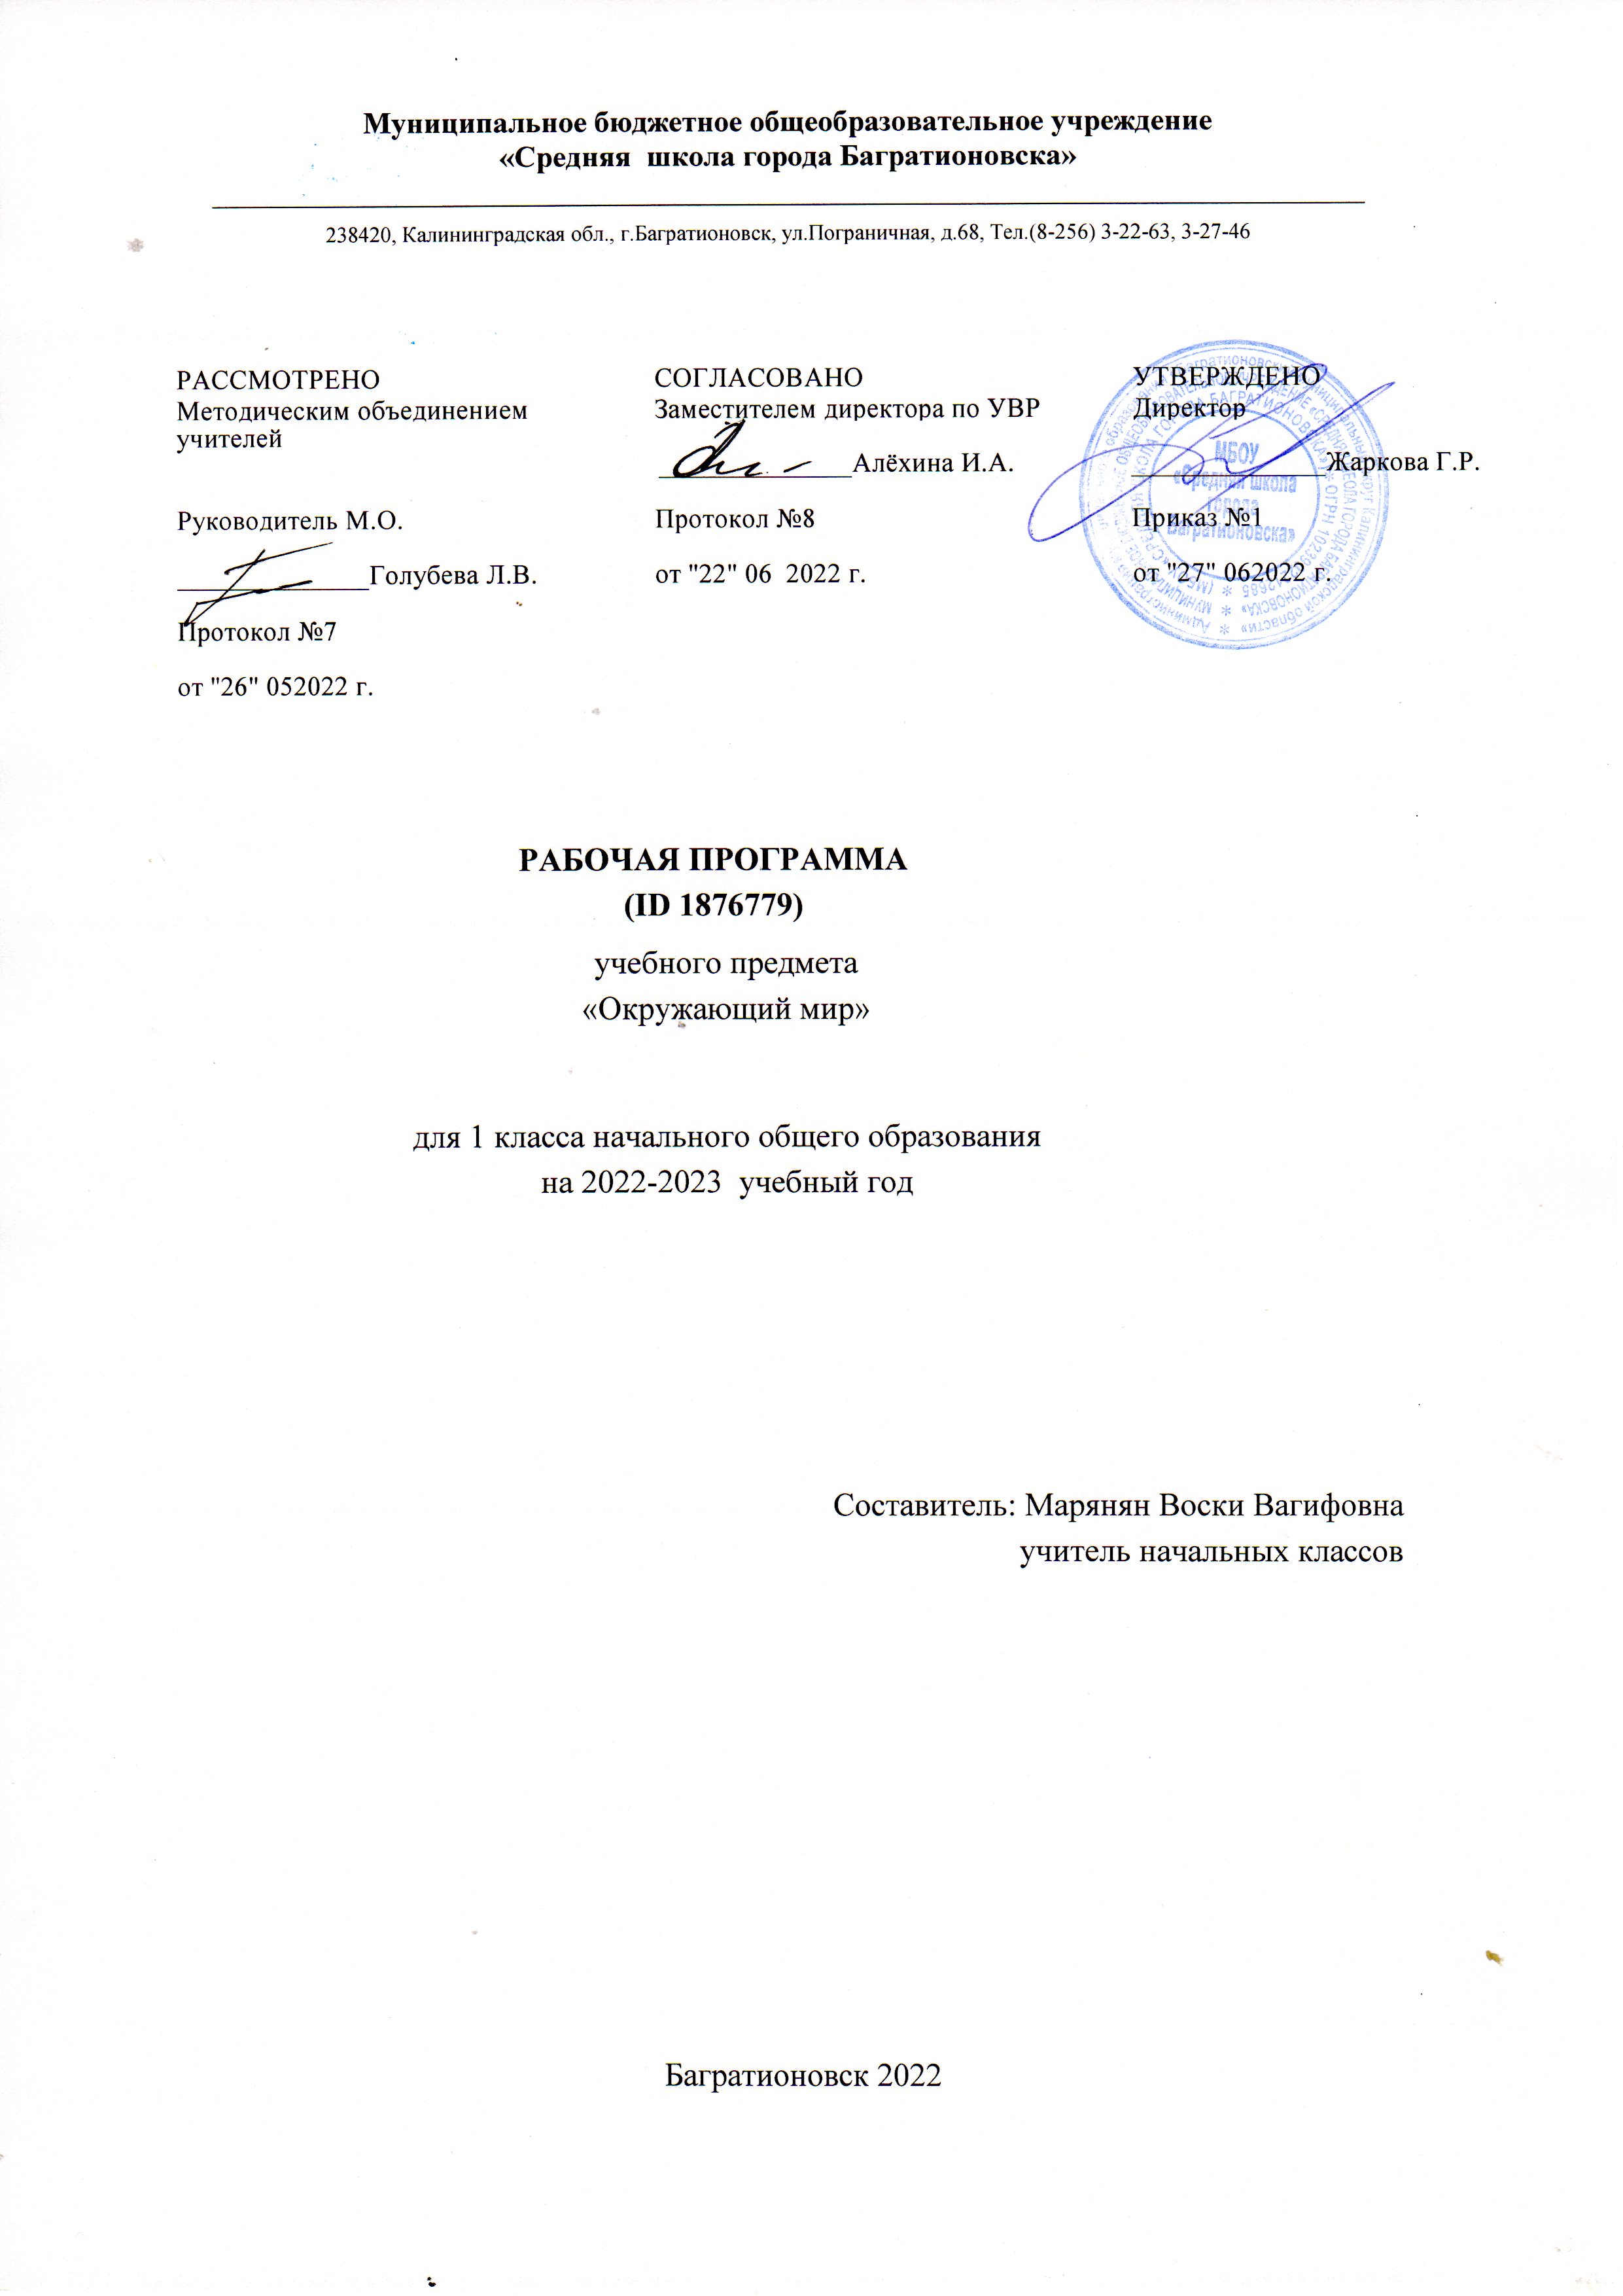 Муниципальное бюджетное общеобразовательное учреждение
«Средняя школа города Багратионовска»
238420, Калининградская обл., г.Багратионовск, ул.Пограничная, д.68, Тел.(8-256) 3-22-63, 3-27-46
РАССМОТРЕНО
Методическим объединением
учителей
Руководитель М.О.
______________Голубева Л.В.
Протокол №7
от "26" 052022 г.
СОГЛАСОВАНО
Заместителем директора по УВР
______________Алёхина И.А.
Протокол №8
от "22" 06 2022 г.
УТВЕРЖДЕНО
Директор
______________Жаркова Г.Р.
Приказ №1
от "27" 062022 г.
МБОУ
«Средняя школа
города
Багратионовска»
РАБОЧАЯ ПРОГРАММА
(ID 1876779)
учебного предмета
«Окружающий мир»
для 1 класса начального общего образования
на 2022-2023 учебный год
Составитель: Марянян Воски Вагифовна
учитель начальных классов
Багратионовск 2022